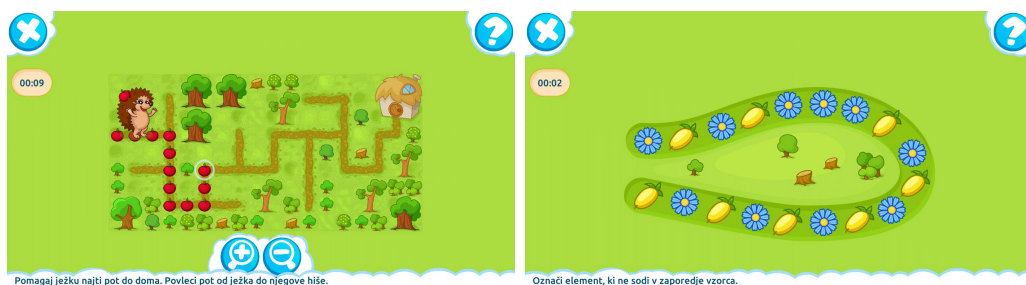 00:09
Pomagaj ježku najti pot do doma. Povleci pot od ježka do njegove hiše.
00:02
Označi element, ki ne sodi v zaporedje vzorca.